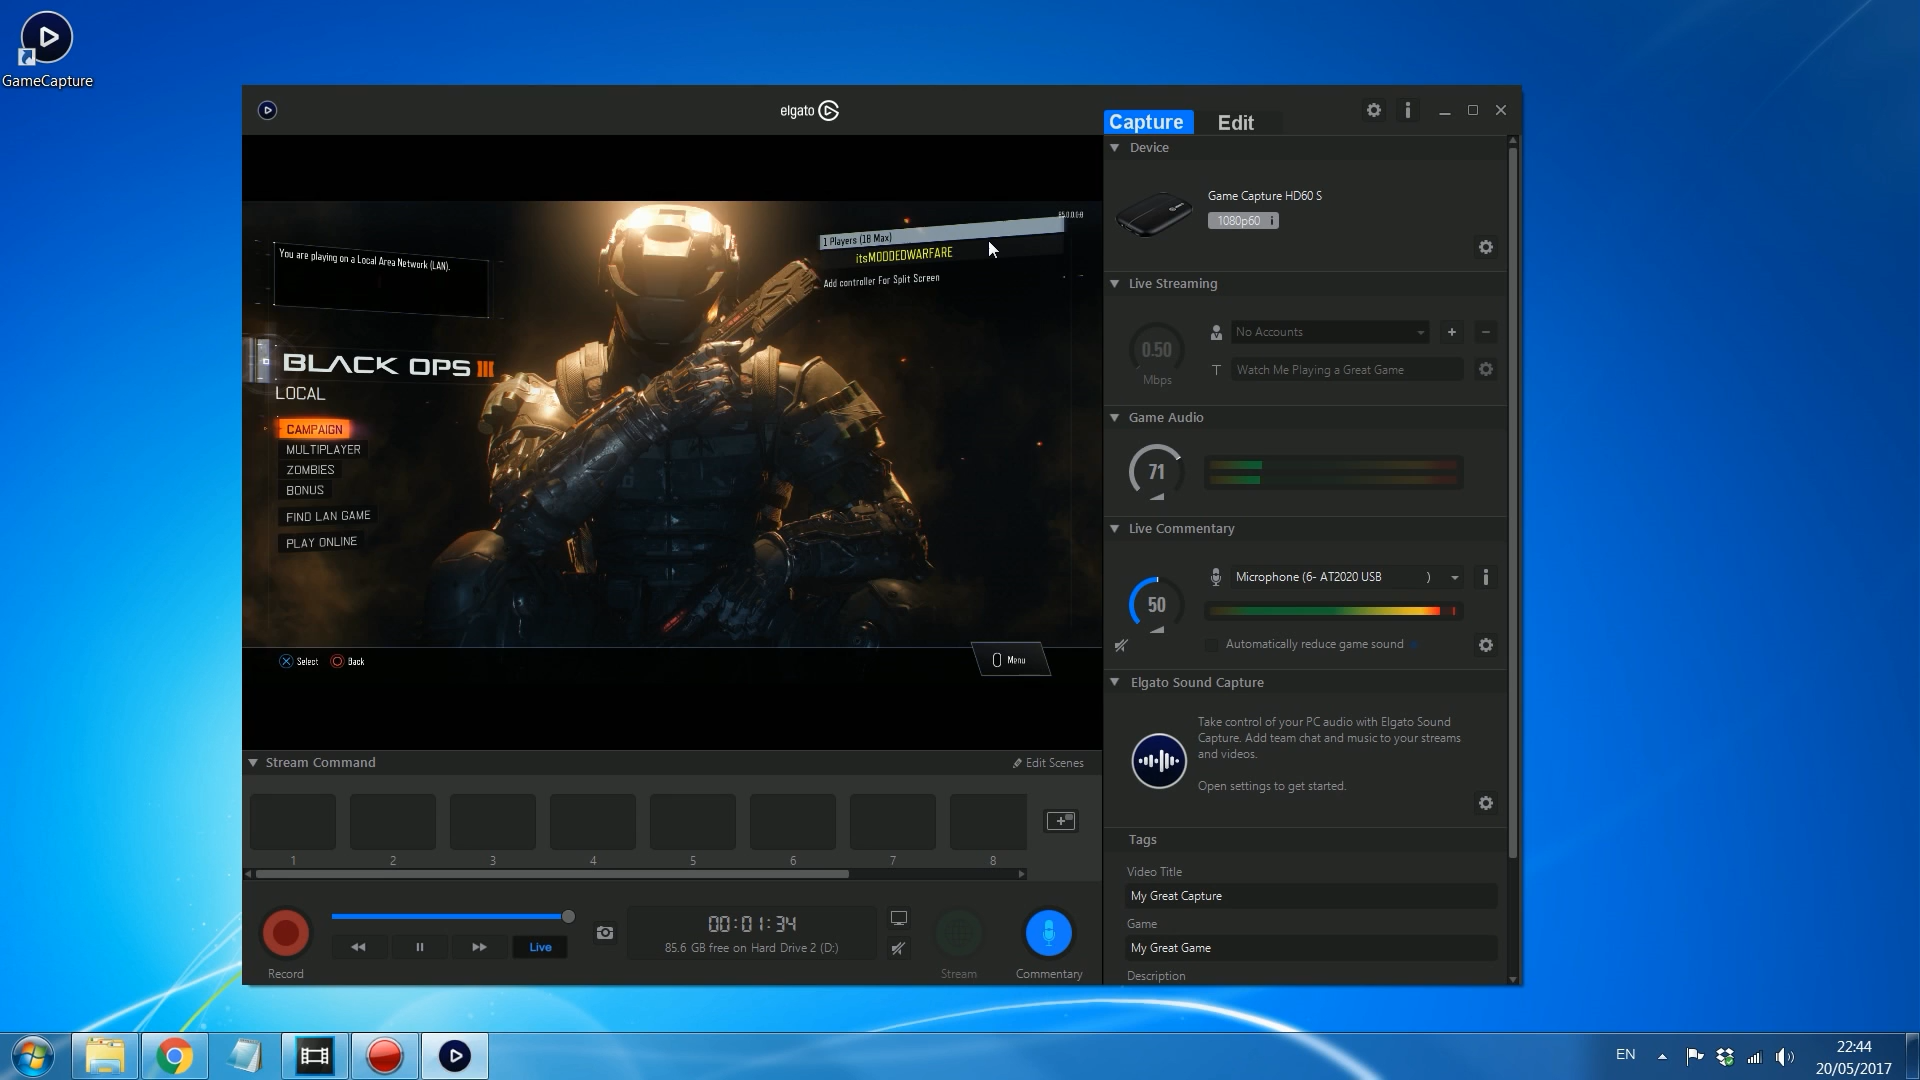 GameCapture
elgato
Capture Edit
Device
Game Capture HD60 S
1080p60 i
Live Streaming
No Accounts
0.50
Mbps
T Watch Me Playing a Great Game
Game Audio
71
Live Commentary
Microphone (6- AT2020 USB )
50
Automatically reduce game sound
Elgato Sound Capture
Take control of your PC audio with Elgato Sound
Capture. Add team chat and music to your streams
and videos.
Open settings to get started.
Tags
Video Title
My Great Capture
Game
My Great Game
Description
1 Players (18 Max)
itsMODDEDWARFARE
Add controller For Split Screen
You are playing on a Local Area Network (LAN).
BLACK OPS III
LOCAL
CAMPAIGN
MULTIPLAYER
ZOMBIES
BONUS
FIND LAN GAME
PLAY ONLINE
Select Back
Menu
Stream Command
Edit Scenes
1 2 3 4 5 6 7 8
00:01:34
85.6 GB free on Hard Drive 2 (D:)
Live
Record
Stream
Commentary
EN
22:44
20/05/2017